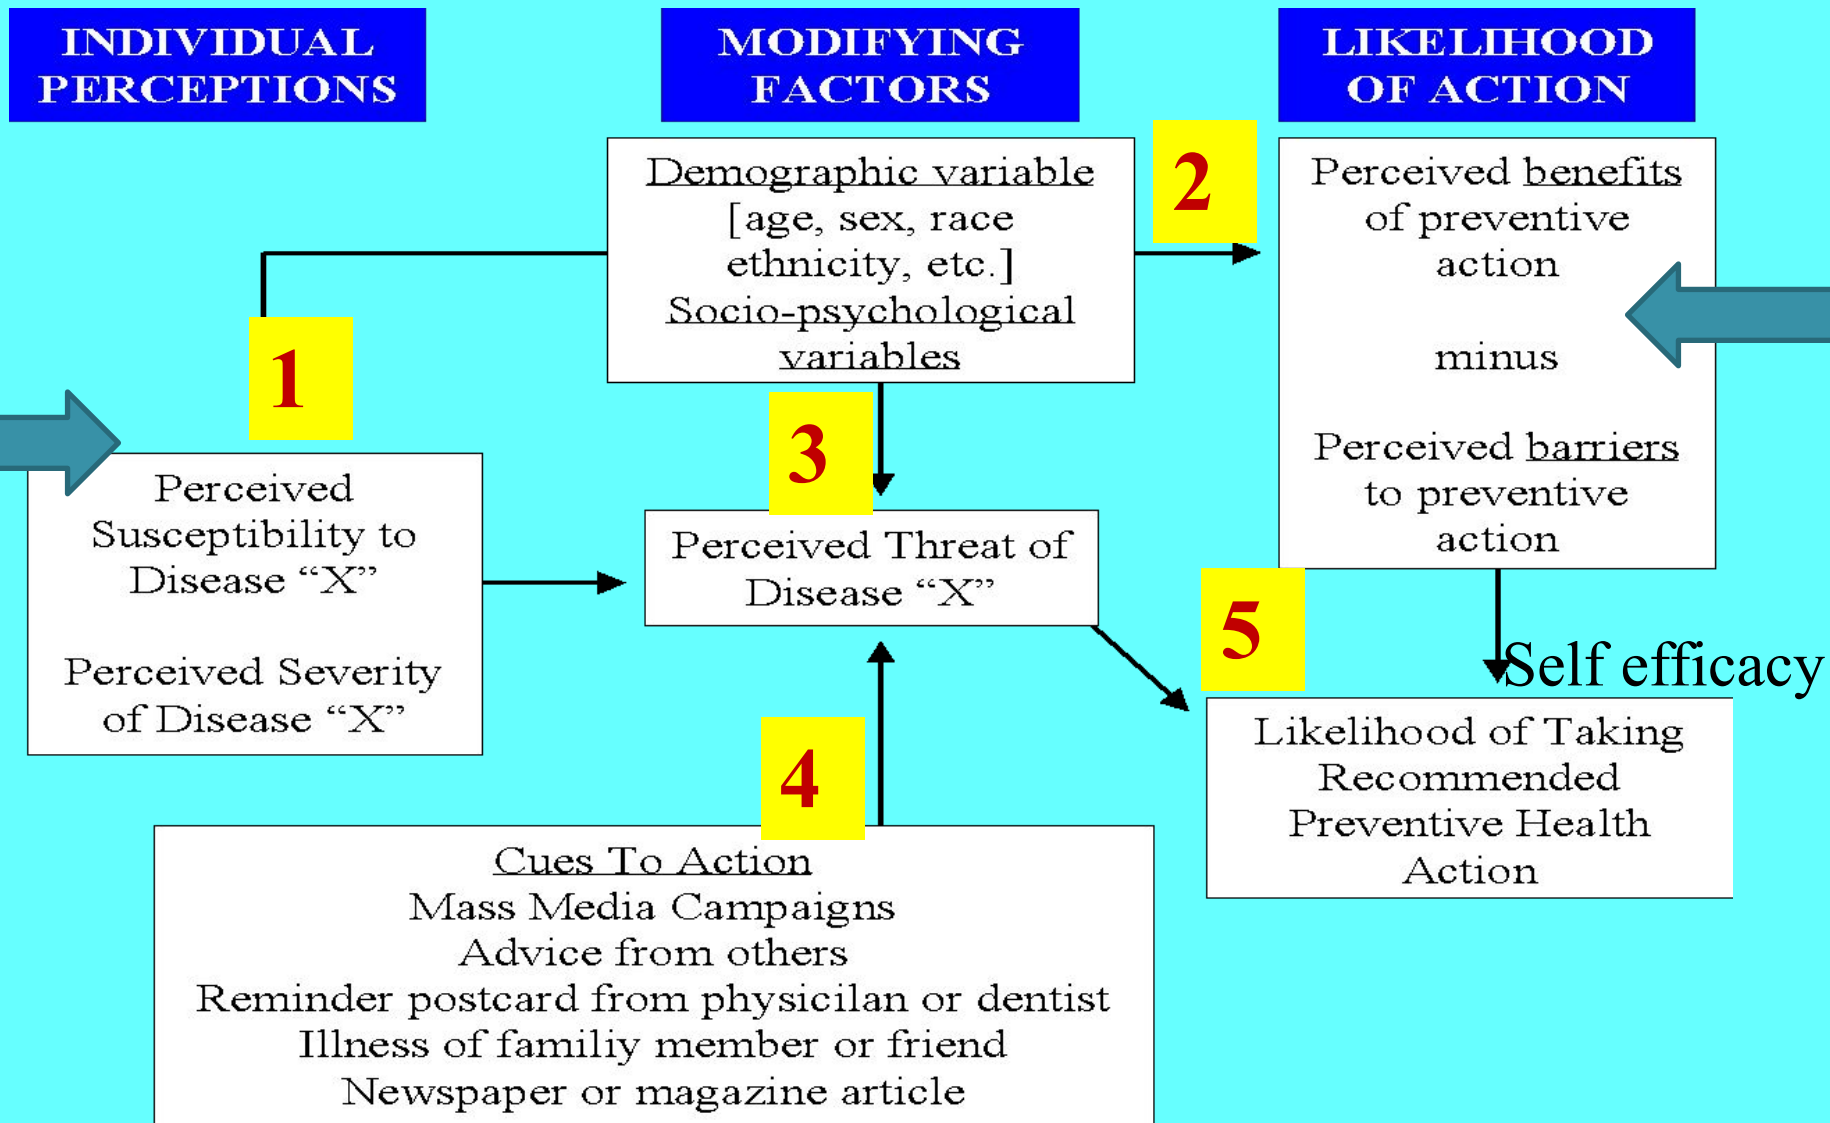 INDIVIDUAL
PERCEPTIONS
MODIFYING
FACTORS
LIKELIHOOD
OF ACTION
1
Perceived
Susceptibility to
Disease “X”
Perceived Severity
of Disease “X”
Demographic variable
[age, sex, race
ethnicity, etc.]
Socio-psychological
variables
2
Perceived benefits
of preventive
action
minus
Perceived barriers
to preventive
action
3
Perceived Threat of
Disease “X”
4
Cues To Action
Mass Media Campaigns
Advice from others
Reminder postcard from physicilan or dentist
Illness of familiy member or friend
Newspaper or magazine article
5
Self efficacy
Likelihood of Taking
Recommended
Preventive Health
Action